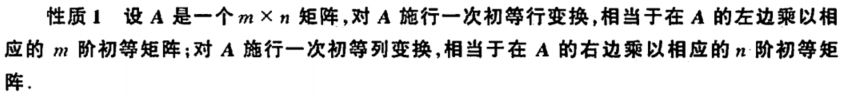 性质1 设 A 是一个 m × n 矩阵,对 A 施行一次初等行变换,相当于在 A 的左边乘以相
应的 m 阶初等矩阵;对 A 施行一次初等列变换,相当于在 A 的右边乘以相应的 n 阶初等矩
阵.